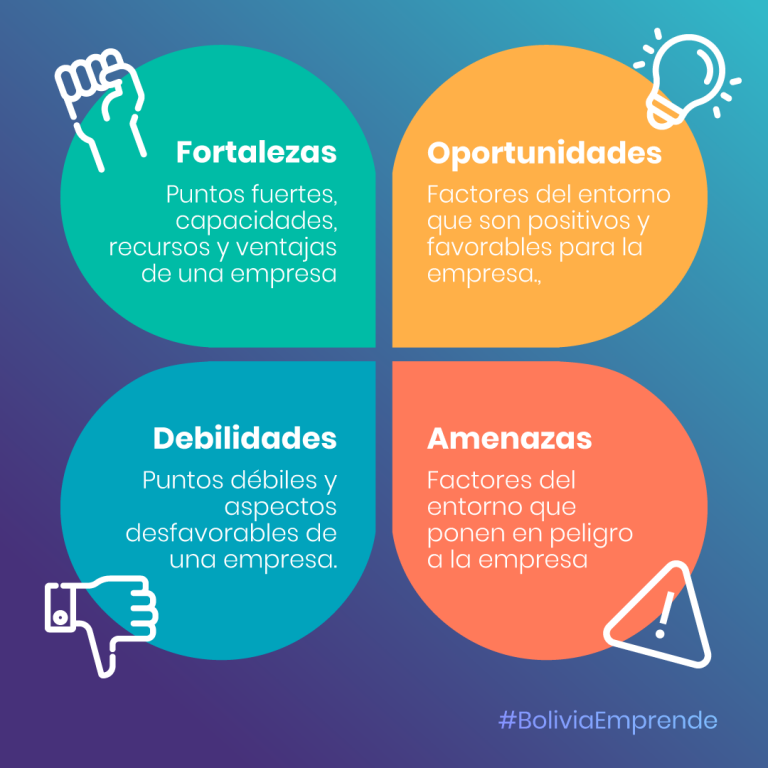 Fortalezas
Puntos fuertes,
capacidades,
recursos y ventajas
de una empresa
Oportunidades
Factores del entorno
que son positivos y
favorables para la
empresa.,
Debilidades
Puntos débiles y
aspectos
desfavorables de
una empresa.
Amenazas
Factores del
entorno que
ponen en peligro
a la empresa
#BoliviaEmprende